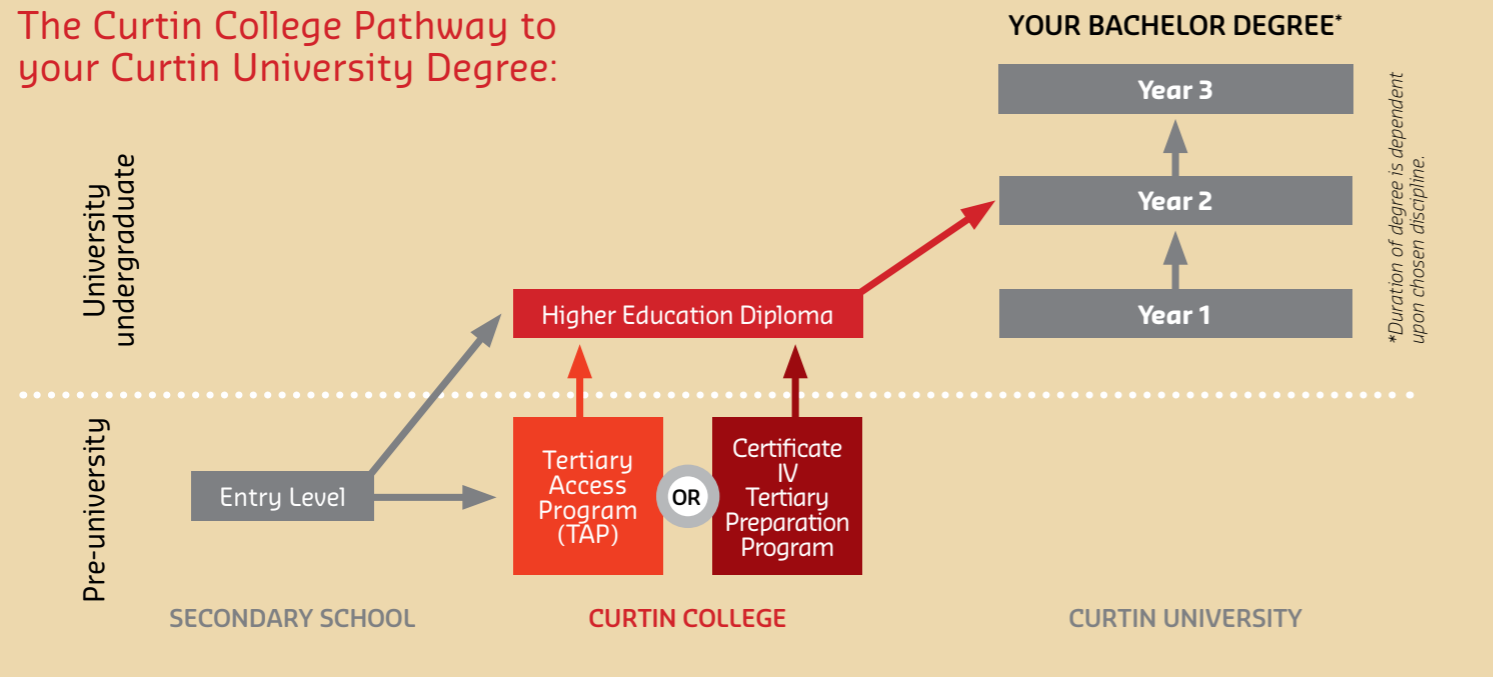 The Curtin College Pathway to
your Curtin University Degree:
YOUR BACHELOR DEGREE*
Year 3
Year 2
Year 1
*Duration of degree is dependent
upon chosen discipline.
University
undergraduate
Higher Education Diploma
Pre-university
Entry Level
Tertiary
Access
Program
(TAP)
OR
Certificate
IV
Tertiary
Preparation
Program
SECONDARY SCHOOL
CURTIN COLLEGE
CURTIN UNIVERSITY